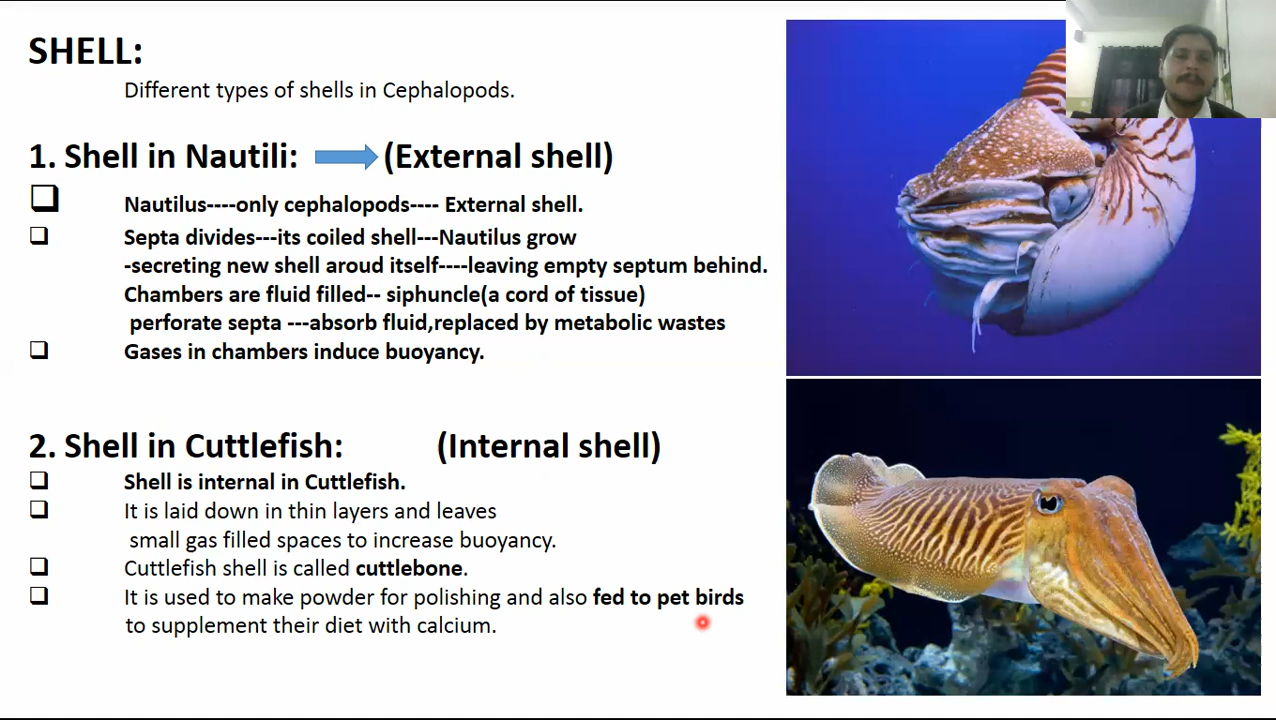 SHELL:
Different types of shells in Cephalopods.
1. Shell in Nautili: (External shell)
Nautilus----only cephalopods---- External shell.
Septa divides---its coiled shell---Nautilus grow
-secreting new shell aroud itself----leaving empty septum behind.
Chambers are fluid filled-- siphuncle(a cord of tissue)
perforate septa ---absorb fluid,replaced by metabolic wastes
Gases in chambers induce buoyancy.
2. Shell in Cuttlefish: (Internal shell)
Shell is internal in Cuttlefish.
It is laid down in thin layers and leaves
small gas filled spaces to increase buoyancy.
Cuttlefish shell is called cuttlebone.
It is used to make powder for polishing and also fed to pet birds
to supplement their diet with calcium.